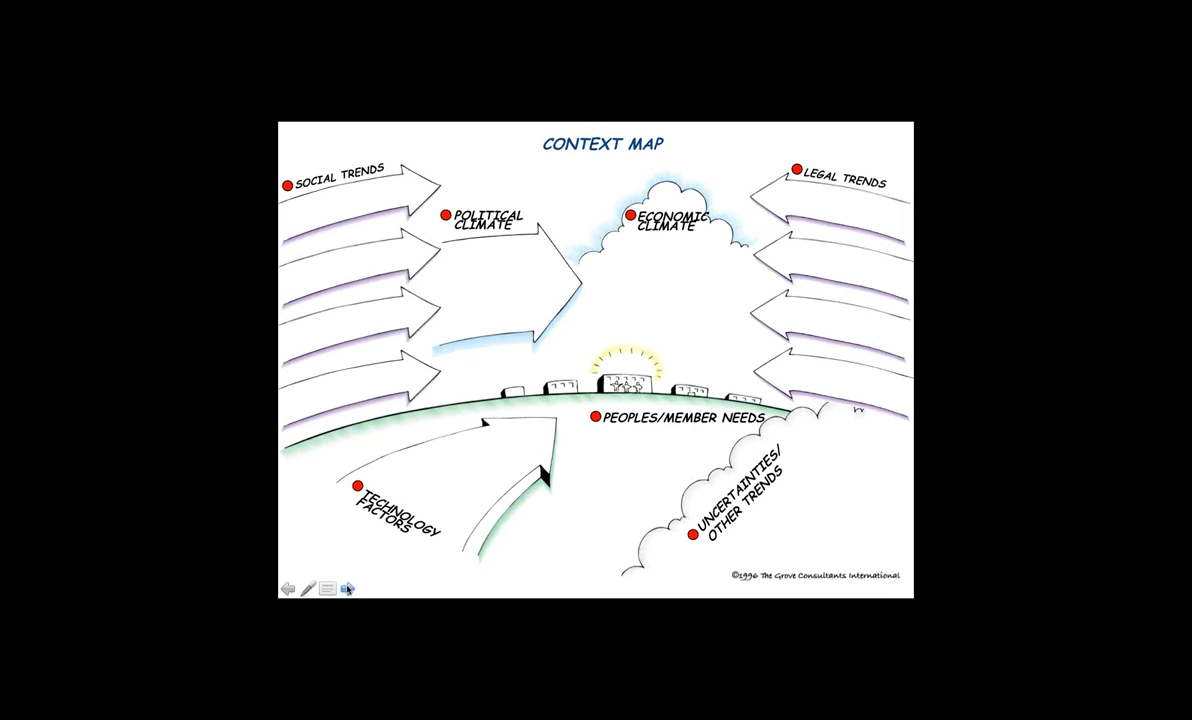 CONTEXT MAP
SOCIAL TRENDS
LEGAL TRENDS
POLITICAL
CLIMATE
ECONOMIC
CLIMATE
PEOPLES/MEMBER NEEDS
TECHNOLOGY
FACTORS
UNCERTAINTIES/
OTHER TRENDS
©1996 The Grove Consultants International